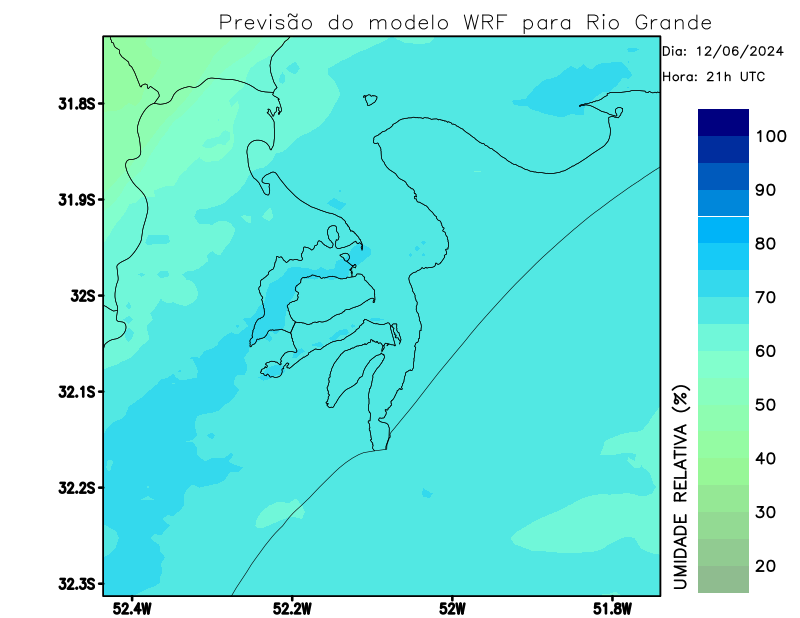 Previsão do modelo WRF para Rio Grande
Dia: 12/06/2024
Hora: 21h UTC
31.8S
31.9S
32S
32.1S
32.2S
32.3S
52.4W
52.2W
52W
51.8W
100
90
80
70
60
50
40
30
20
UMIDADE RELATIVA (%)